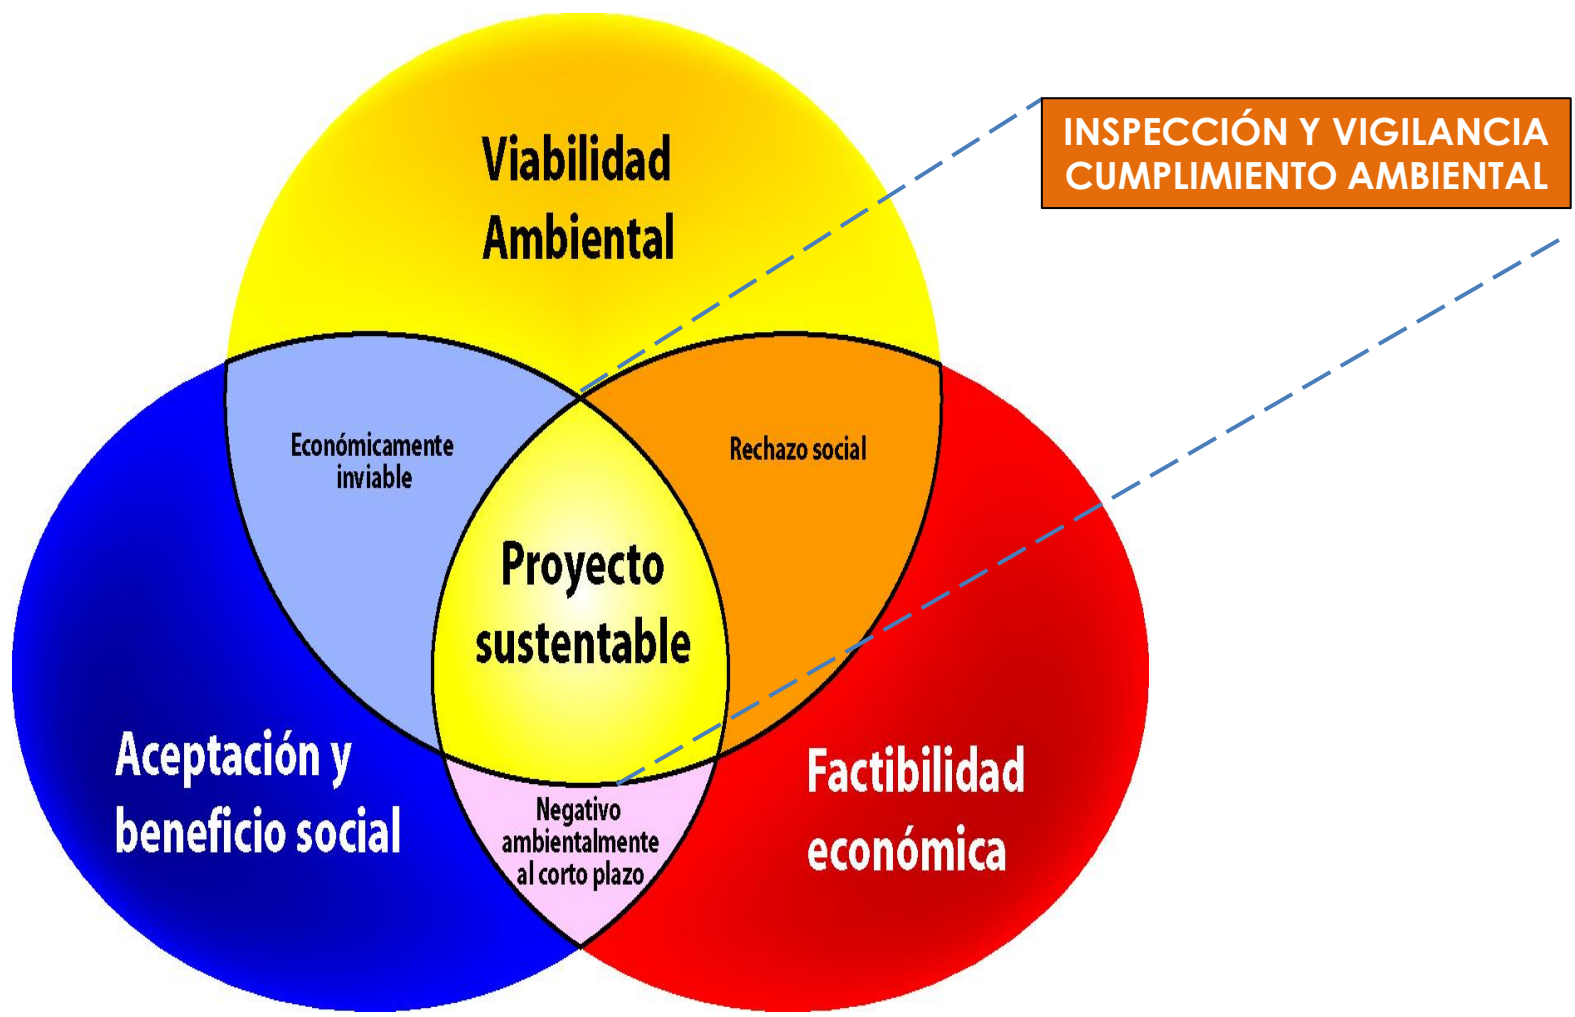 INSPECCIÓN Y VIGILANCIA
CUMPLIMIENTO AMBIENTAL
Viabilidad
Ambiental
Económicamente
inviable
Rechazo social
Proyecto
sustentable
Aceptación y
beneficio social
Factibilidad
económica
Negativo
ambientalmente
al corto plazo